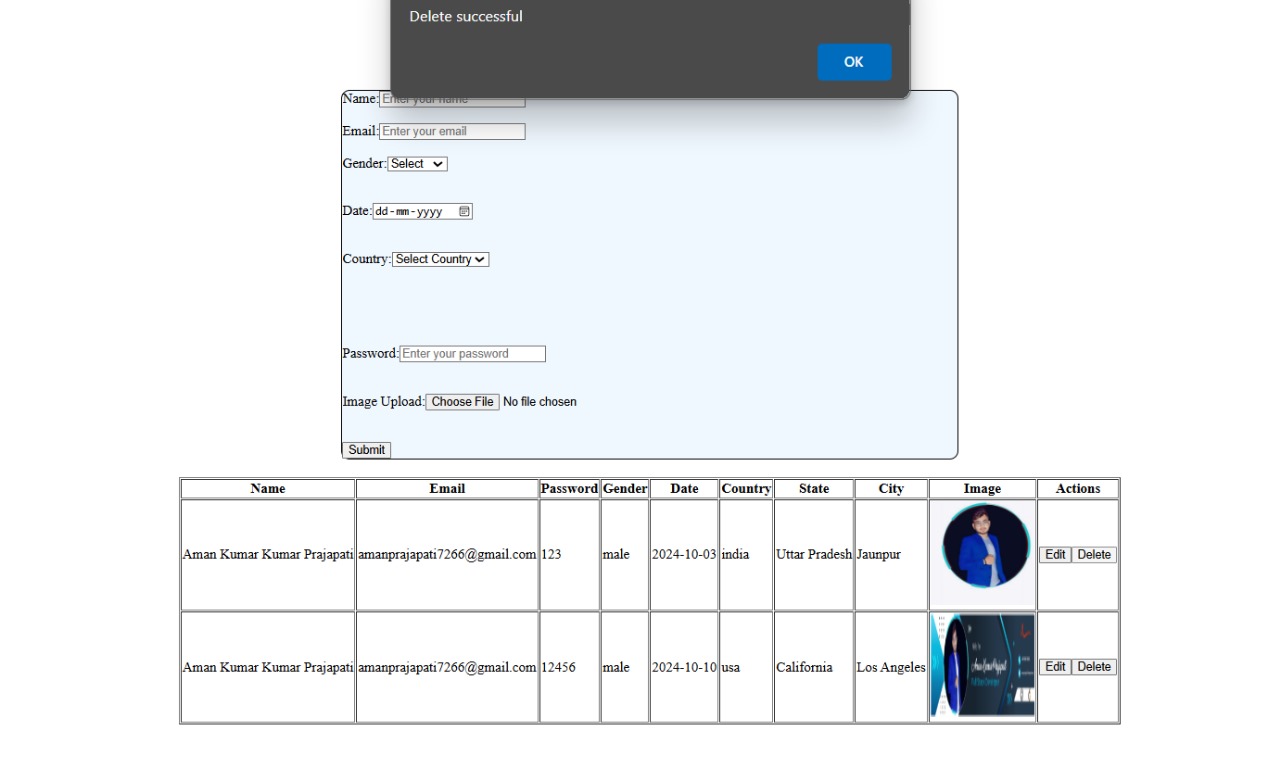 Delete successful
OK
Name: Enter your name
Email: Enter your email
Gender: Select
Date: dd-mm-yyyy
Country: Select Country
Password: Enter your password
Image Upload: Choose File No file chosen
Submit
Name Email Password Gender Date Country State City Image Actions
Aman Kumar Kumar Prajapati amanprajapati7266@gmail.com 123 male 2024-10-03 india Uttar Pradesh Jaunpur Edit Delete
Aman Kumar Kumar Prajapati amanprajapati7266@gmail.com 12456 male 2024-10-10 usa California Los Angeles Edit Delete